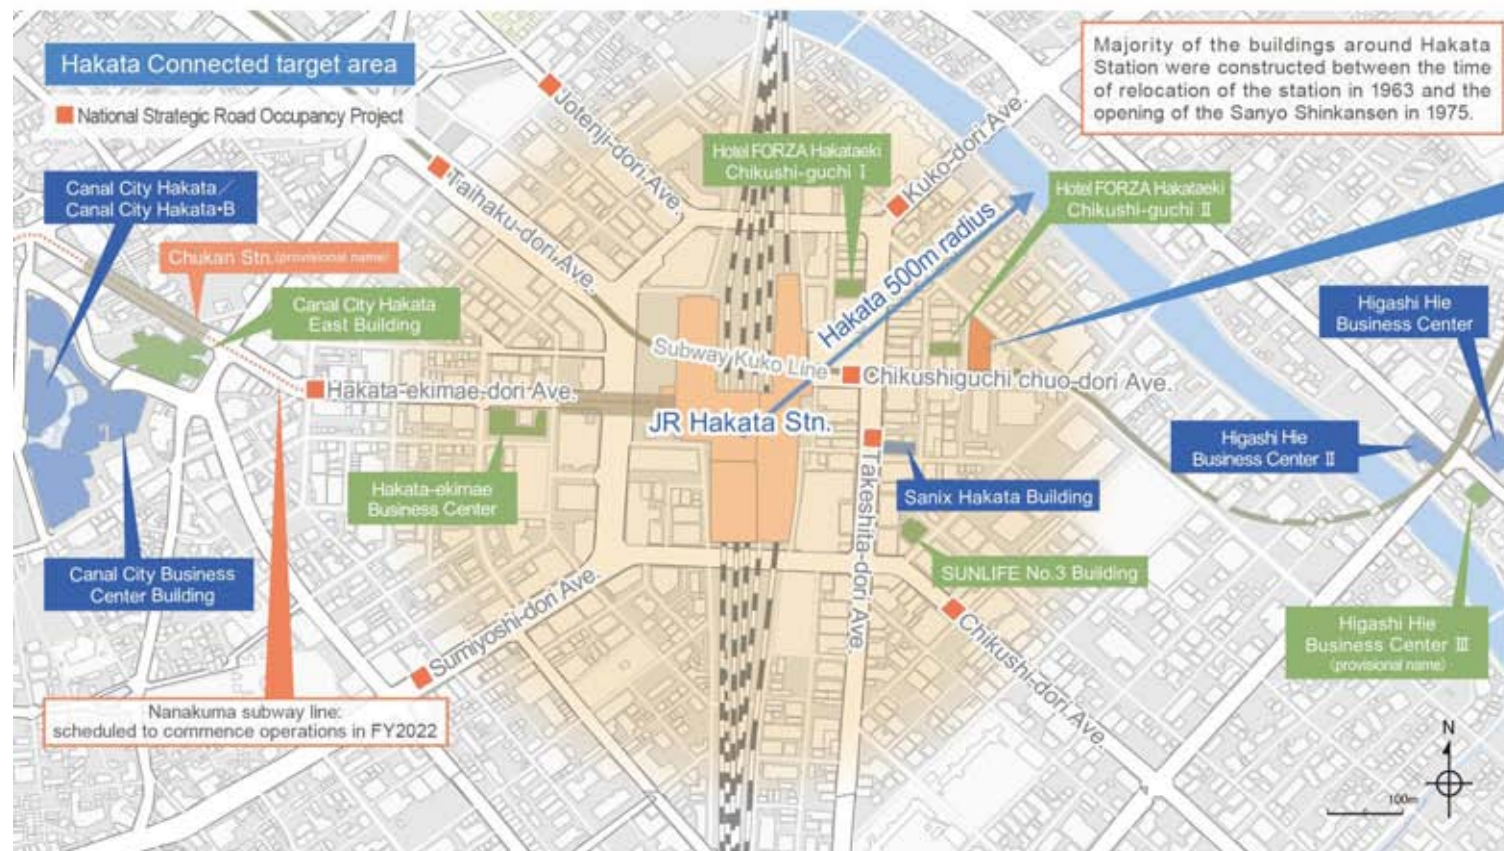 Hakata Connected target area
National Strategic Road Occupancy Project
Majority of the buildings around Hakata
Station were constructed between the time
of relocation of the station in 1963 and the
opening of the Sanyo Shinkansen in 1975.
Jotenji-dori Ave.
Kuko-dori Ave.
Taihaku-dori Ave.
Hotel FORZA Hakataeki
Chikushi-guchi Ⅰ
Hotel FORZA Hakataeki
Chikushi-guchi Ⅱ
Canal City Hakata／
Canal City Hakata・B
Chukan Stn.(provisional name)
Canal City Hakata
East Building
Hakata 500m radius
Higashi Hie
Business Center
Subway Kuko Line
Chikushiguchi chuo-dori Ave.
Hakata-ekimae-dori Ave.
JR Hakata Stn.
Higashi Hie
Business Center Ⅱ
Hakata-ekimae
Business Center
Sanix Hakata Building
Takeshita-dori Ave.
Canal City Business
Center Building
SUNLIFE No.3 Building
Sumiyoshi-dori Ave.
Chikushi-dori Ave.
Higashi Hie
Business Center Ⅲ
(provisional name)
Nanakuma subway line:
scheduled to commence operations in FY2022
N
100m